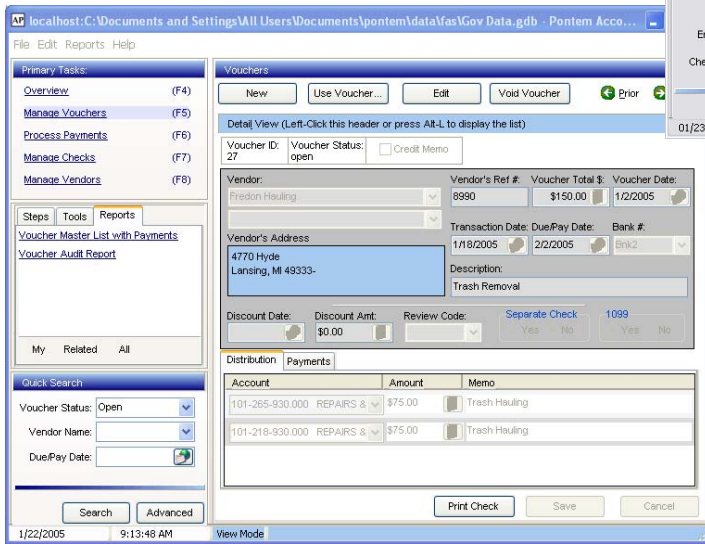 AP localhost:C:\Documents and Settings\All Users\Documents\pontem\data\fas\Gov Data.gdb - Pontem Acco...
File Edit Reports Help
Primary Tasks:
Overview (F4)
Manage Vouchers (F5)
Process Payments (F6)
Manage Checks (F7)
Manage Vendors (F8)
Steps Tools Reports
Voucher Master List with Payments
Voucher Audit Report
My Related All
Quick Search
Voucher Status: Open
Vendor Name:
Due/Pay Date:
Search Advanced
1/22/2005 9:13:48 AM View Mode
Vouchers
New Use Voucher... Edit Void Voucher Prior
Detail View (Left-Click this header or press Alt-L to display the list)
Voucher ID: Voucher Status: Credit Memo
27 open
Vendor: Vendor's Ref #: Voucher Total $: Voucher Date:
Fredon Hauling 8990 $150.00 1/2/2005
Transaction Date: Due/Pay Date: Bank #:
1/18/2005 2/2/2005 Bnk2
Vendor's Address
4770 Hyde
Lansing, MI 49333-
Description:
Trash Removal
Discount Date: Discount Amt: Review Code: Separate Check 1099
$0.00 Yes No Yes No
Distribution Payments
Account Amount Memo
101-265-930.000 REPAIRS & $75.00 Trash Hauling
101-218-930.000 REPAIRS & $75.00 Trash Hauling
Print Check Save Cancel
Er
Che
01/23